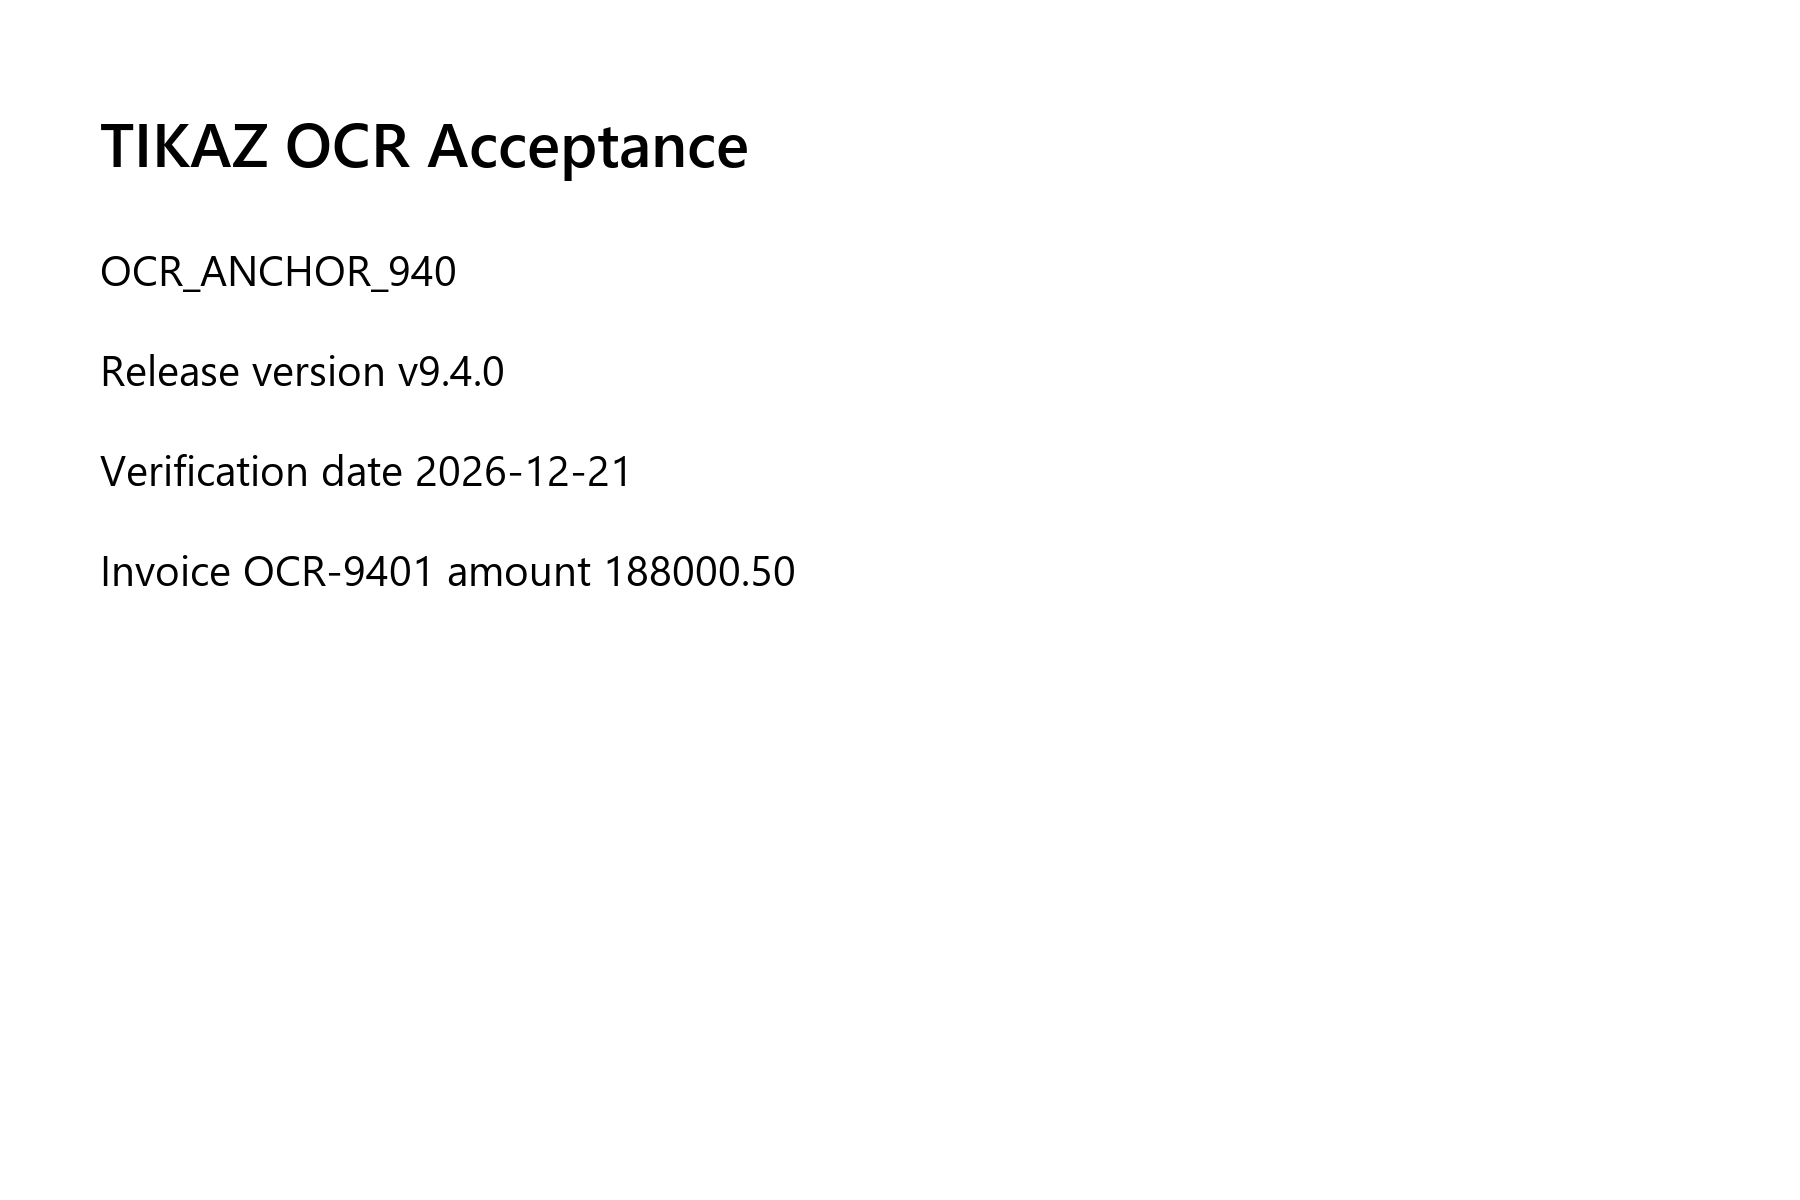 TIKAZ OCR Acceptance
OCR_ANCHOR_940
Release version v9.4.0
Verification date 2026-12-21
Invoice OCR-9401 amount 188000.50